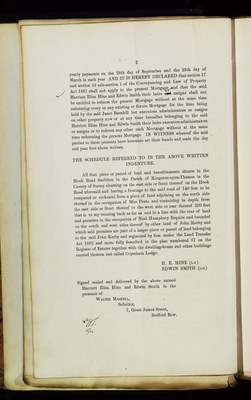 2
yearly payments on the 29th day of September and the 29th day of
March in each year AND IT IS HEREBY DECLARED that section 17
and section 18 sub-section 1 of the Conveyancing and Law of Property
Act 1881 shall not apply to the present Mortgage and that the said
Harriett Eliza Hine and Edwin Smith their heirs assigns shall not
be entitled to redeem the present Mortgage without at the same time
redeeming every or any existing or future Mortgage for the time being
held by the said Janet her executors administrators or assigns
on other property now or at any time hereafter belonging to the said
Harriett Eliza Hine and Edwin Smith their heirs executors administrators
or assigns or to redeem any other such Mortgage without at the same
time redeeming the present Mortgage IN WITNESS whereof the said
parties to these presents have hereunto set their hands and seals the day
and year first above written.
THE SCHEDULE REFERRED TO IN THE ABOVE WRITTEN
INDENTURE.
All that piece or parcel of land and hereditaments situate in the
Hook Road Surbiton in the Parish of Kingston-upon-Thames in the
County of Surrey abutting on the east side or front thereof on the Hook
Road aforesaid and having a frontage to the said road of 140 feet to be
computed or reckoned from a piece of land adjoining on the north side
thereof in the occupation of Wm Pears and containing in depth from
the east side or front thereof to the west side or rear thereof 200 feet
that is to say running back as far as and in a line with the rear of land
and premises in the occupation of Saul Humphrey Esquire and bounded
on the south and west sides thereof by other land of John Kerby and
which said premises are part of a larger piece or parcel of land belonging
to the said John Kerby and registered by him under the Land Transfer
Act 1862 and more fully described in the plan numbered 87 on the
Register of Estates together with the dwelling-house and other buildings
erected thereon and called Copenham Lodge.
H. E. HINE (L.S.)
EDWIN SMITH (L.S.)
Signed sealed and delivered by the above named
Harriett Eliza Hine and Edwin Smith in the
presence of
WALTER MASKELL,
Solicitor,
7, Great James Street,
Bedford Row,